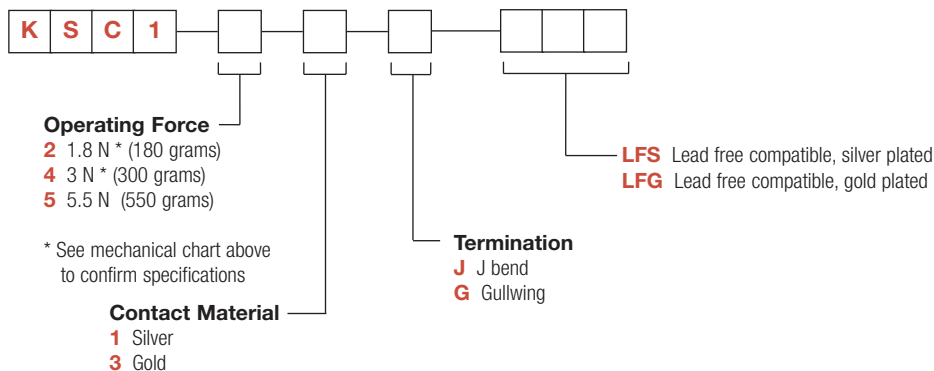 K S C 1
Operating Force
2 1.8 N * (180 grams)
4 3 N * (300 grams)
5 5.5 N (550 grams)
* See mechanical chart above
to confirm specifications
Contact Material
1 Silver
3 Gold
Termination
J J bend
G Gullwing
LFS Lead free compatible, silver plated
LFG Lead free compatible, gold plated